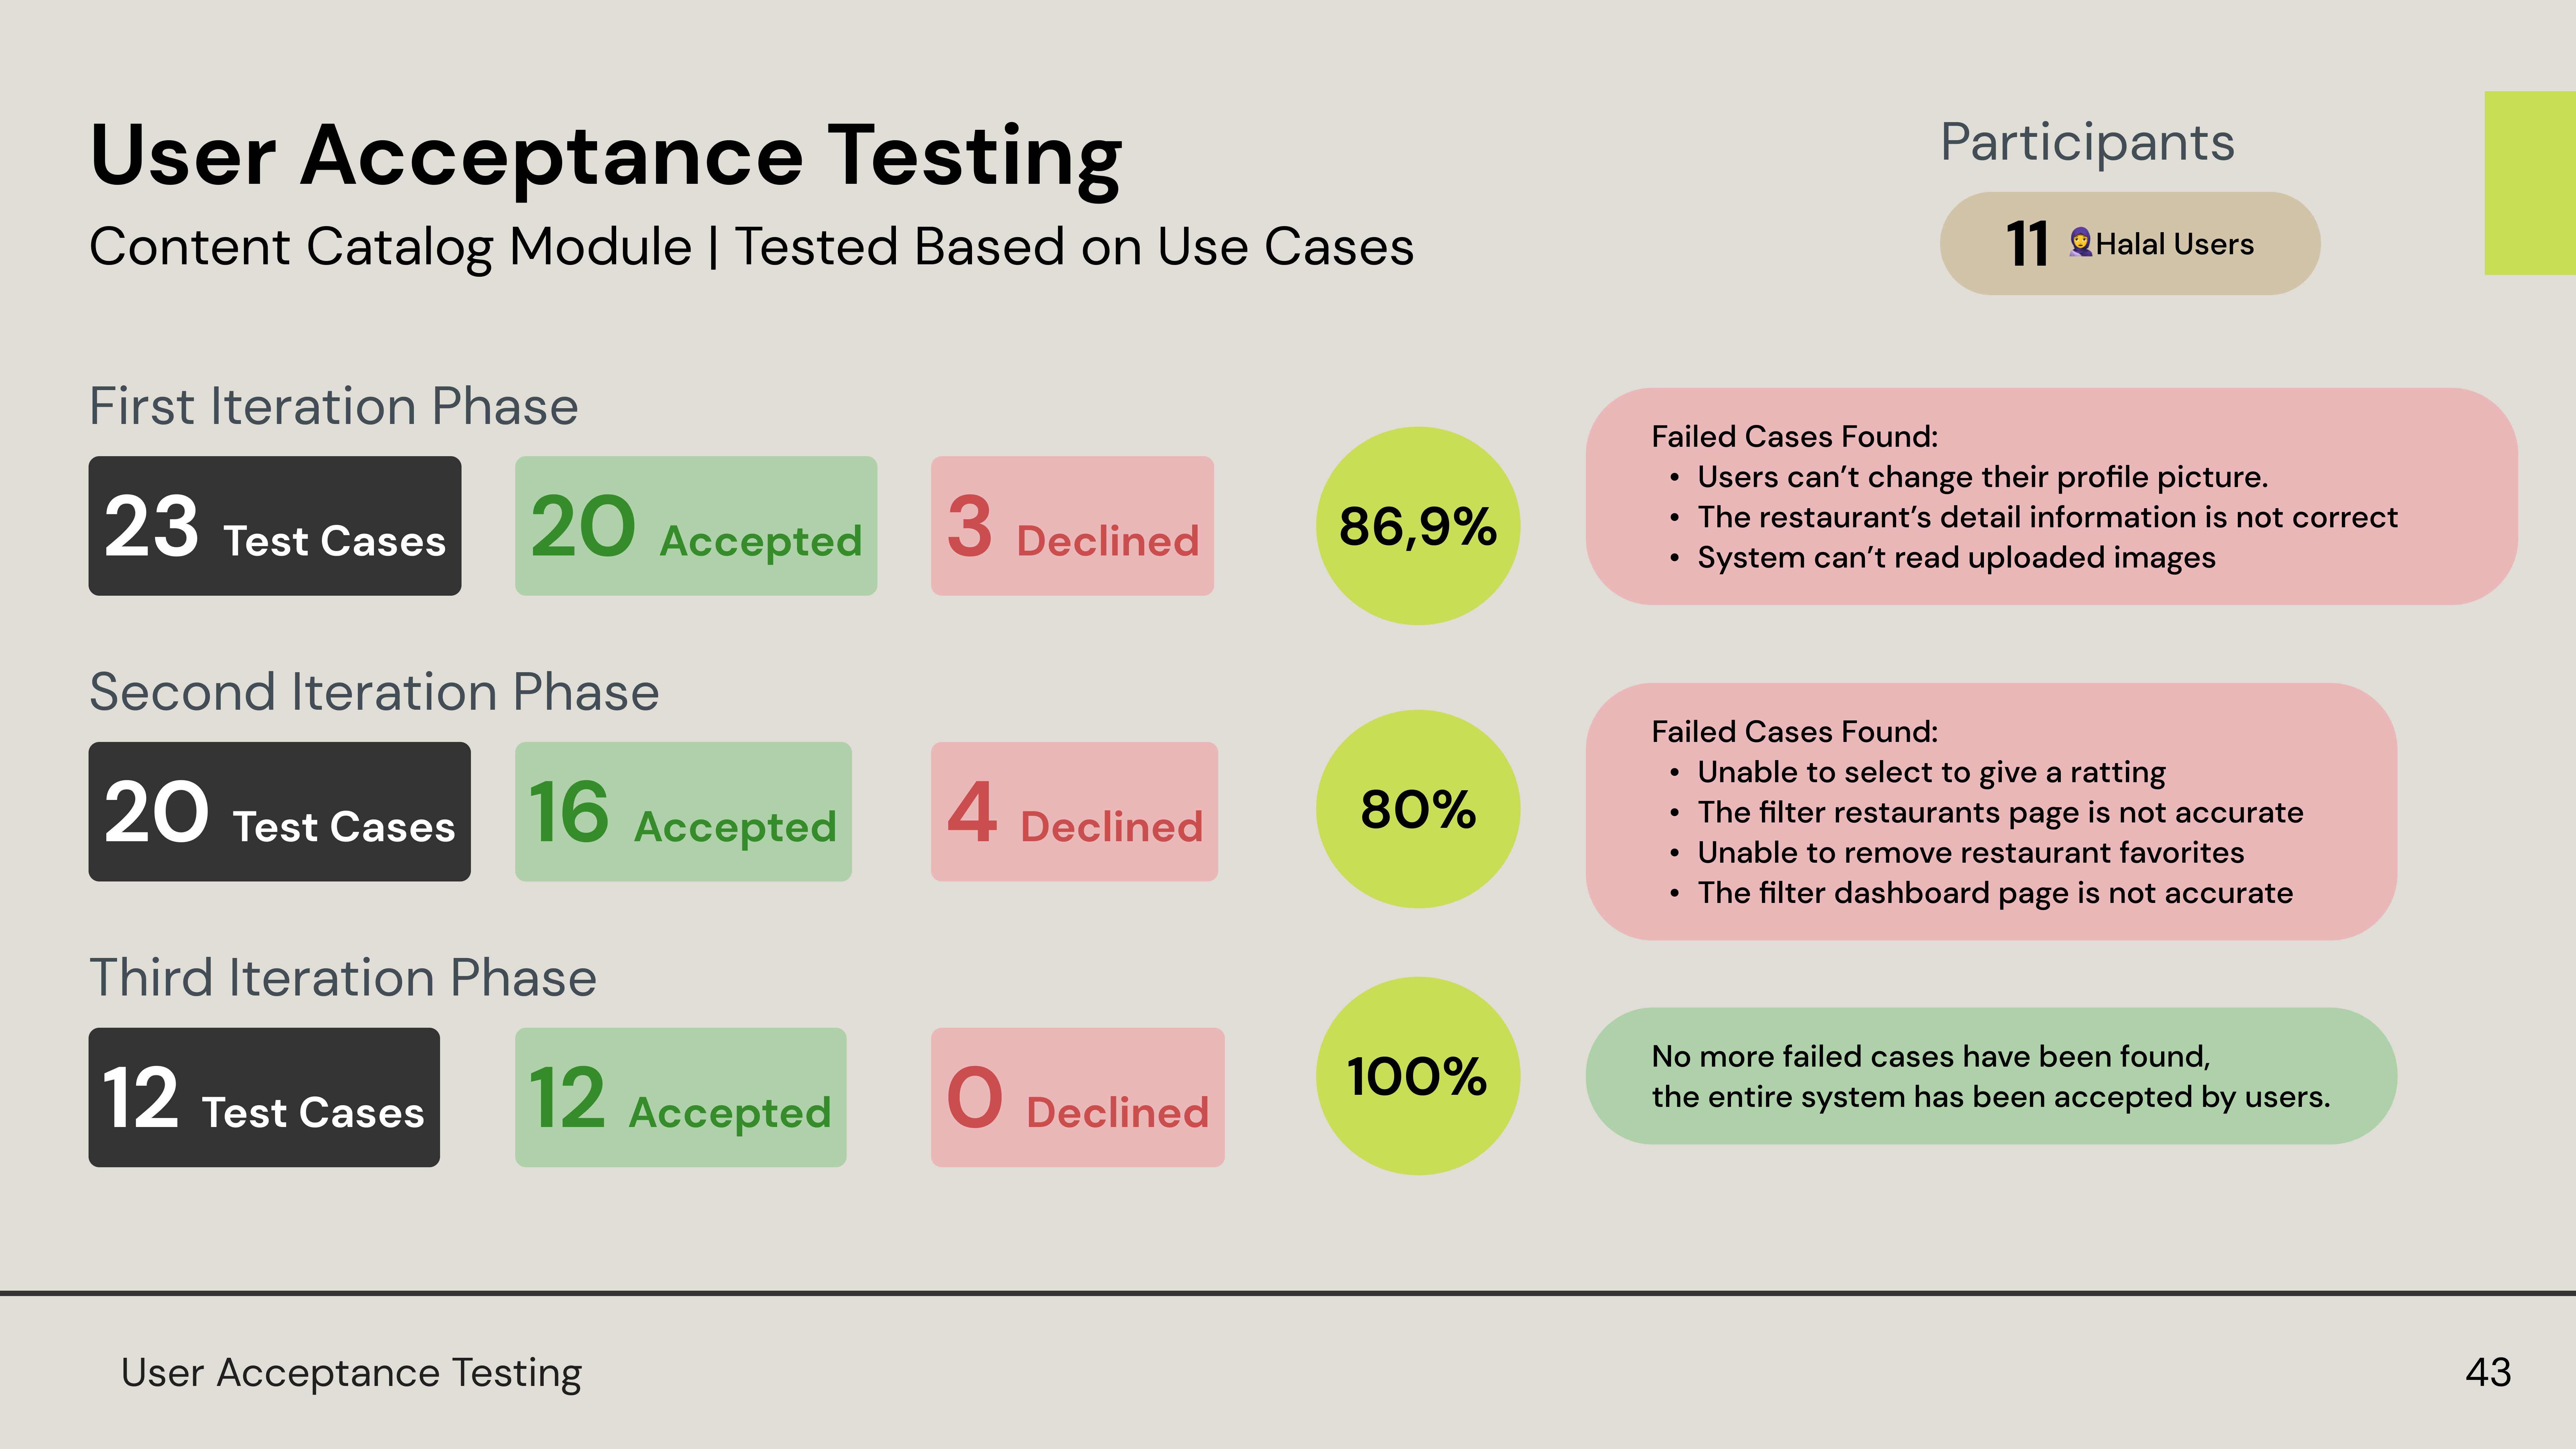 User Acceptance Testing
Content Catalog Module | Tested Based on Use Cases
Participants
11 Halal Users
First Iteration Phase
23 Test Cases
20 Accepted
3 Declined
86,9%
Failed Cases Found:
• Users can't change their profile picture.
• The restaurant's detail information is not correct
• System can't read uploaded images
Second Iteration Phase
20 Test Cases
16 Accepted
4 Declined
80%
Failed Cases Found:
• Unable to select to give a ratting
• The filter restaurants page is not accurate
• Unable to remove restaurant favorites
• The filter dashboard page is not accurate
Third Iteration Phase
12 Test Cases
12 Accepted
0 Declined
100%
No more failed cases have been found,
the entire system has been accepted by users.
User Acceptance Testing
43